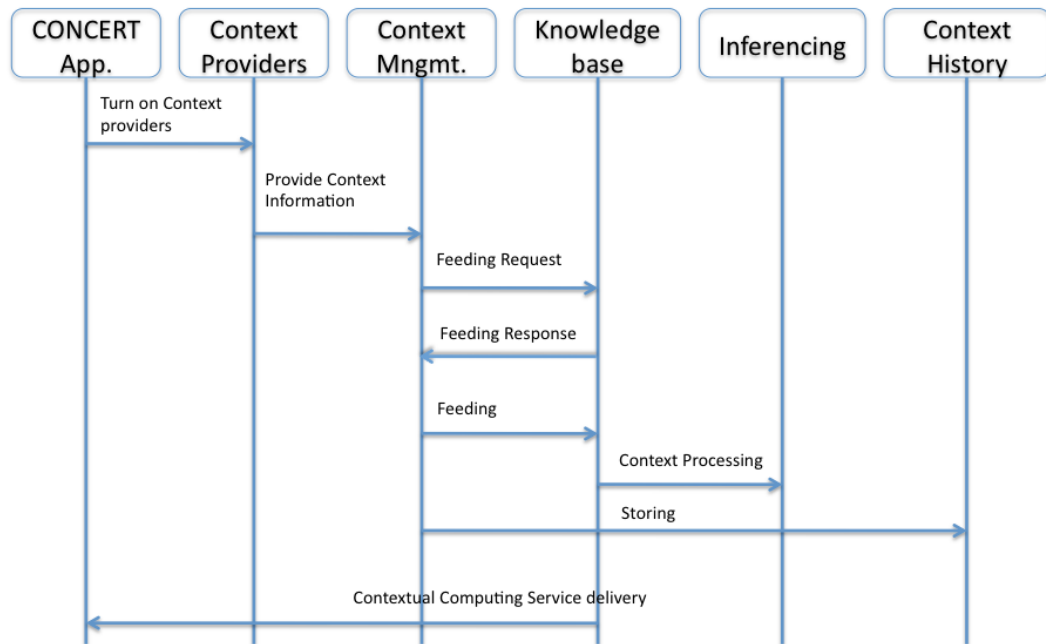 CONCERT
App.
Context
Providers
Context
Mngmt.
Knowledge
base
Inferencing
Context
History
Turn on Context
providers
Provide Context
Information
Feeding Request
Feeding Response
Feeding
Context Processing
Storing
Contextual Computing Service delivery